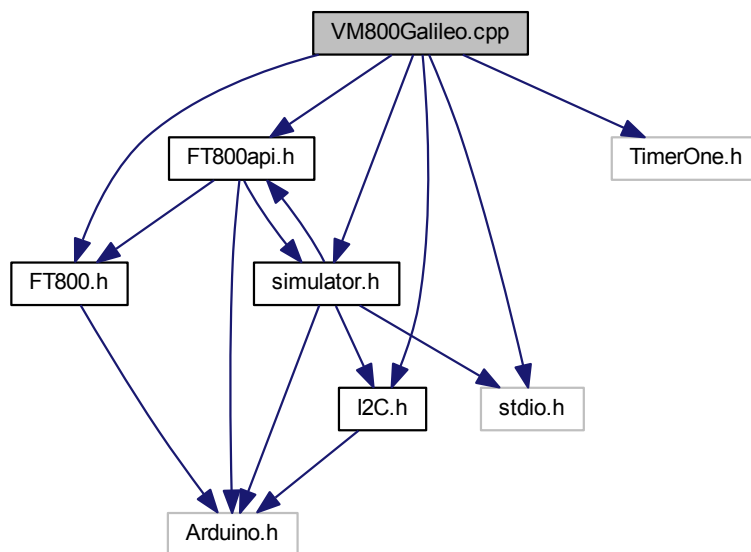 VM800Galileo.cpp
FT800api.h
TimerOne.h
FT800.h
simulator.h
I2C.h
stdio.h
Arduino.h